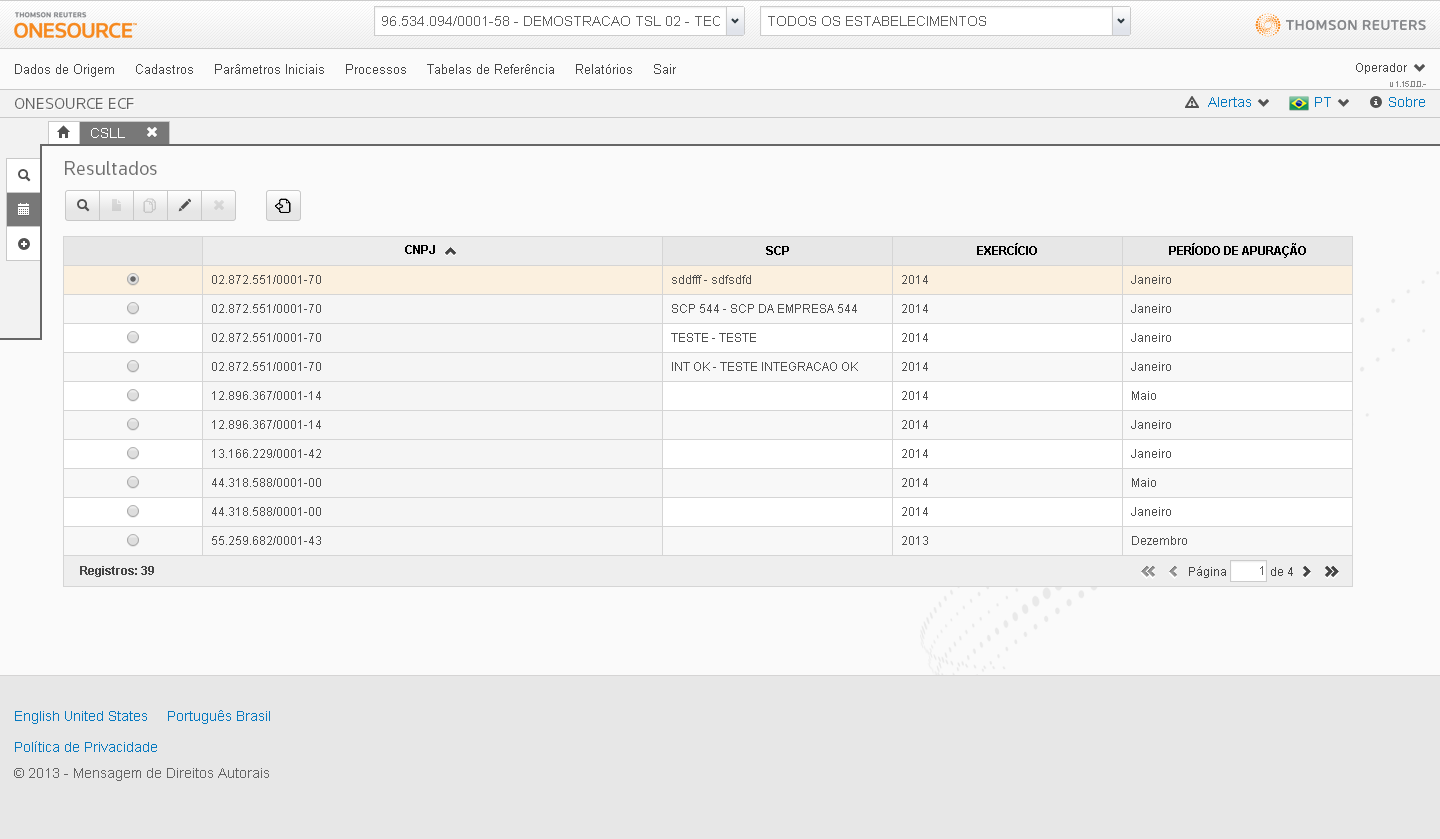 THOMSON REUTERS
ONESOURCE™
96.534.094/0001-58 - DEMOSTRACAO TSL 02 - TEC
TODOS OS ESTABELECIMENTOS
THOMSON REUTERS
Dados de Origem Cadastros Parâmetros Iniciais Processos Tabelas de Referência Relatórios Sair
Operador
ONESOURCE ECF
Alertas PT Sobre
CSLL
Resultados
CNPJ SCP EXERCÍCIO PERÍODO DE APURAÇÃO
02.872.551/0001-70 sddfff - sdfsdfd 2014 Janeiro
02.872.551/0001-70 SCP 544 - SCP DA EMPRESA 544 2014 Janeiro
02.872.551/0001-70 TESTE - TESTE 2014 Janeiro
02.872.551/0001-70 INT OK - TESTE INTEGRACAO OK 2014 Janeiro
12.896.367/0001-14 2014 Maio
12.896.367/0001-14 2014 Janeiro
13.166.229/0001-42 2014 Janeiro
44.318.588/0001-00 2014 Maio
44.318.588/0001-00 2014 Janeiro
55.259.682/0001-43 2013 Dezembro
Registros: 39
Página 1 de 4
English United States Português Brasil
Política de Privacidade
© 2013 - Mensagem de Direitos Autorais